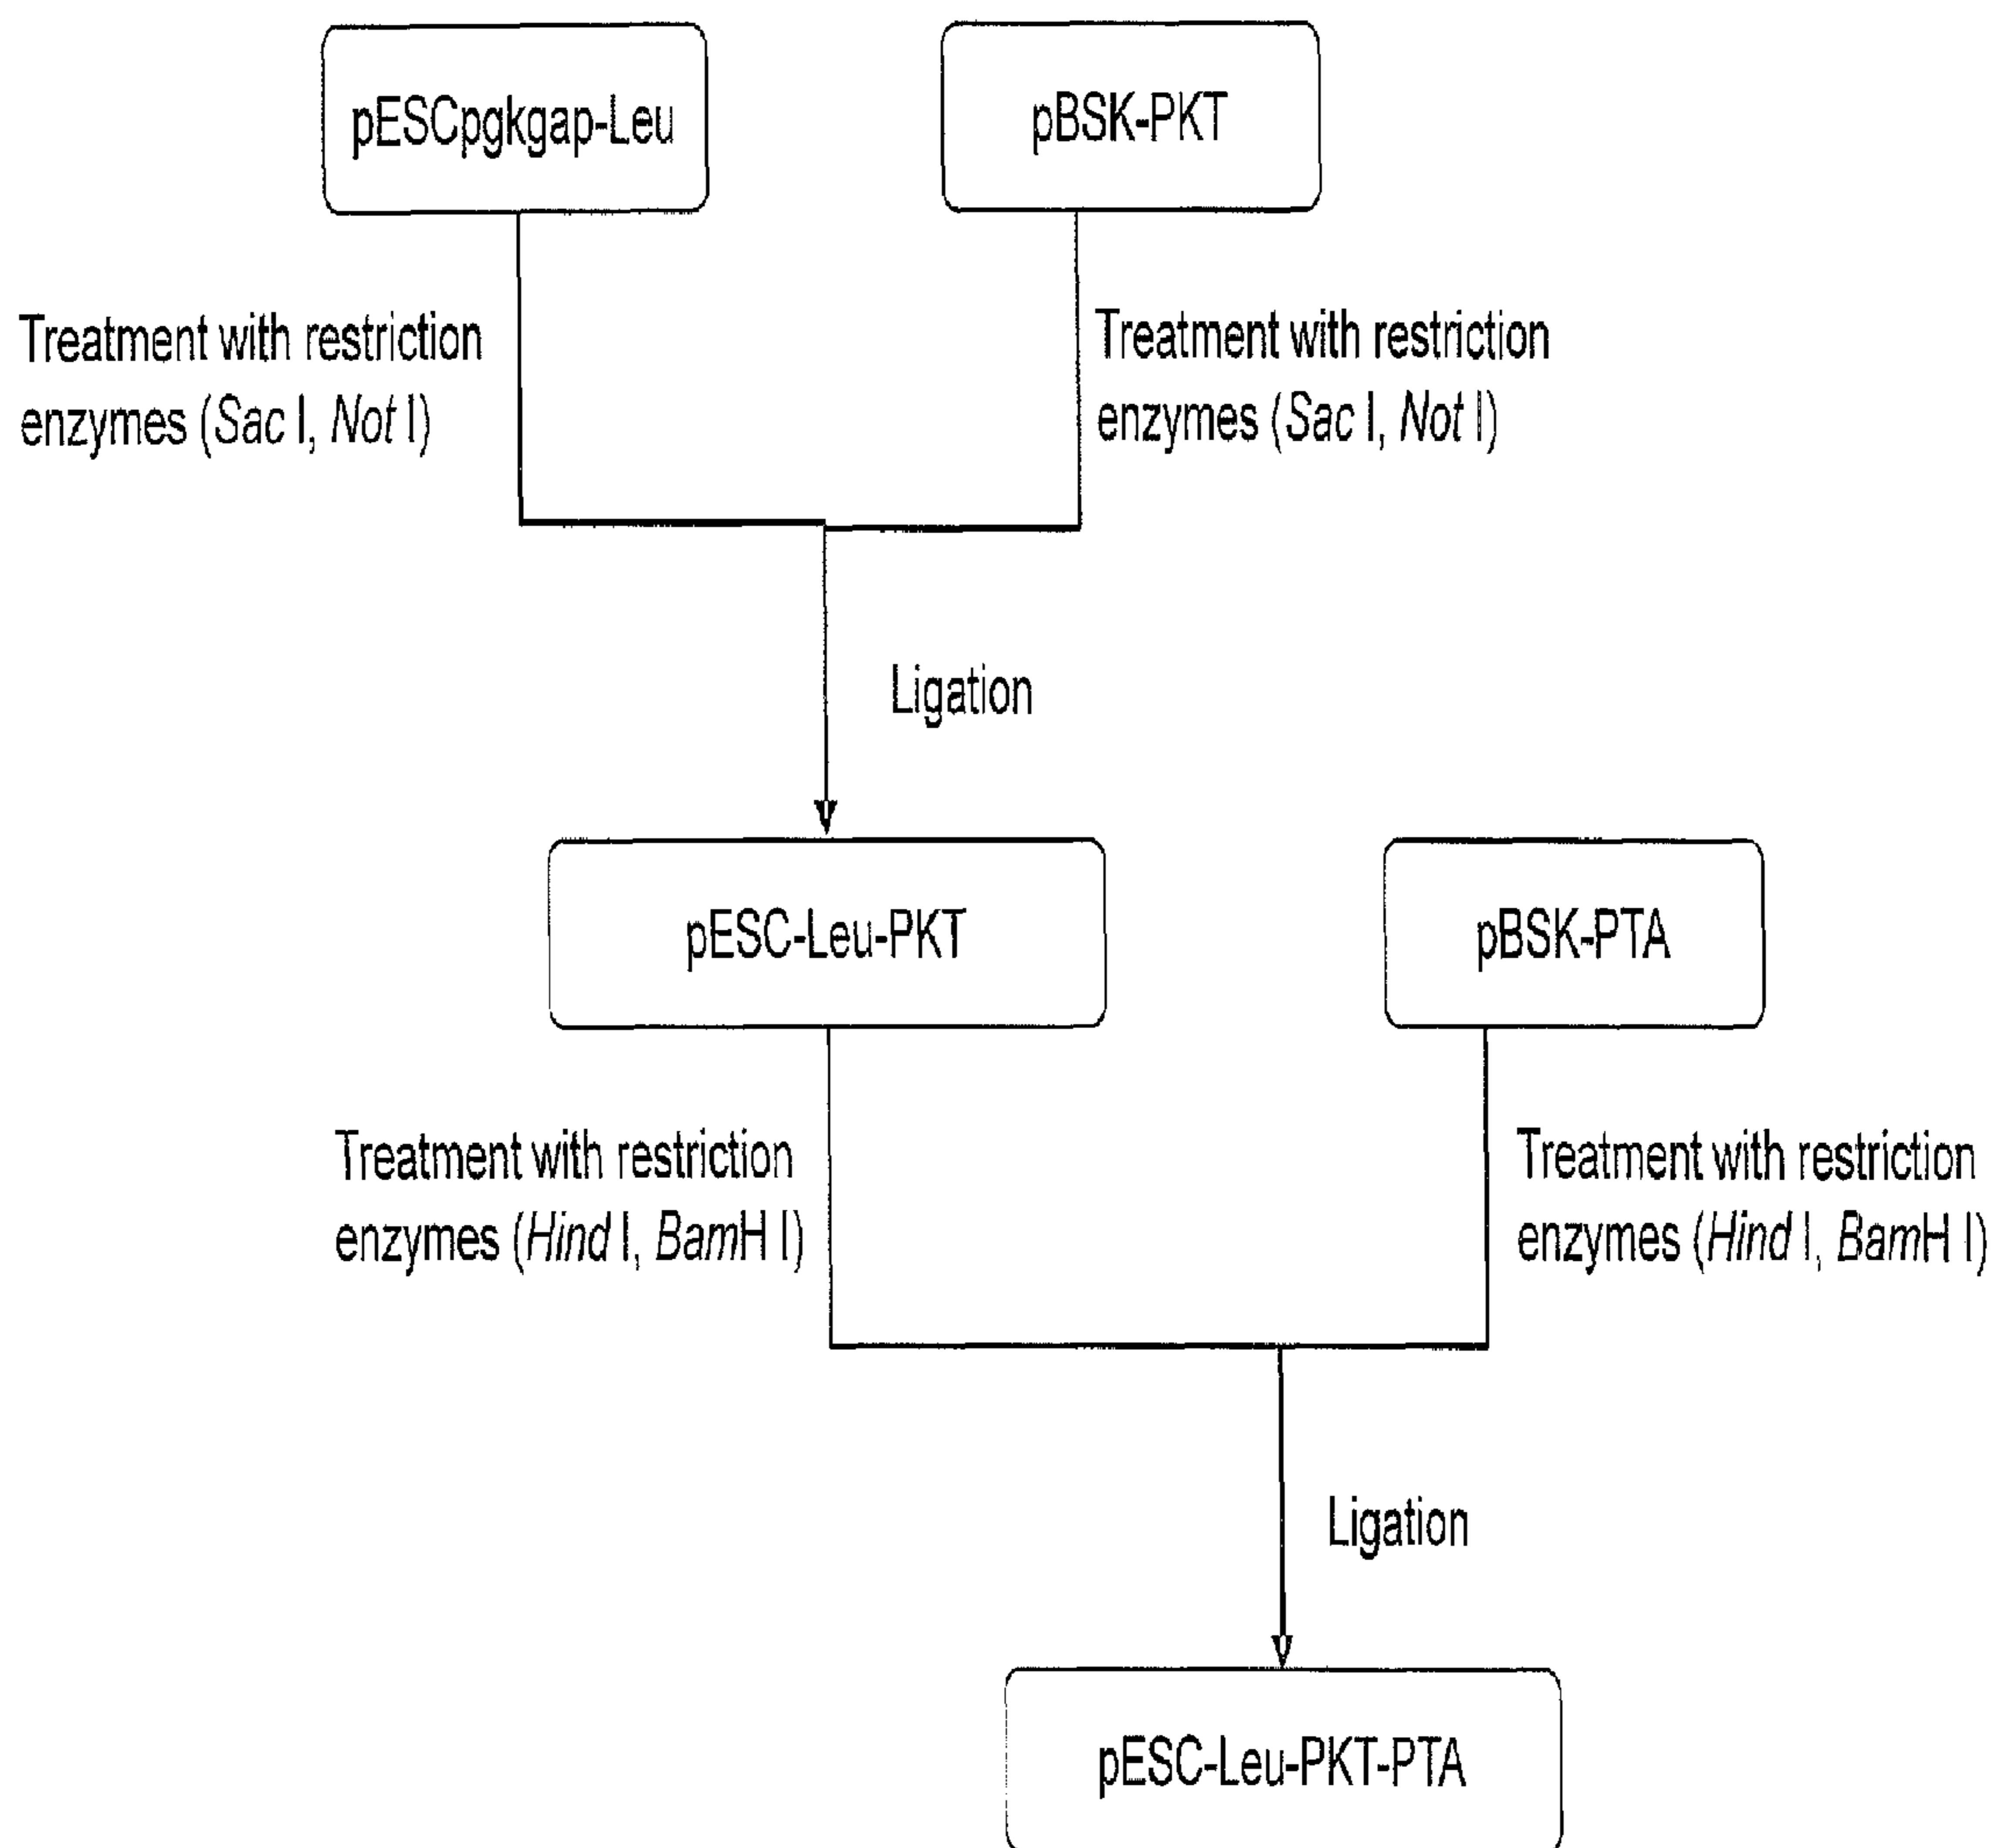 pESCpgkgap-Leu
pBSK-PKT
Treatment with restriction
enzymes (Sac I, Not I)
Treatment with restriction
enzymes (Sac I, Not I)
Ligation
pESC-Leu-PKT
pBSK-PTA
Treatment with restriction
enzymes (Hind I, BamH I)
Treatment with restriction
enzymes (Hind I, BamH I)
Ligation
pESC-Leu-PKT-PTA